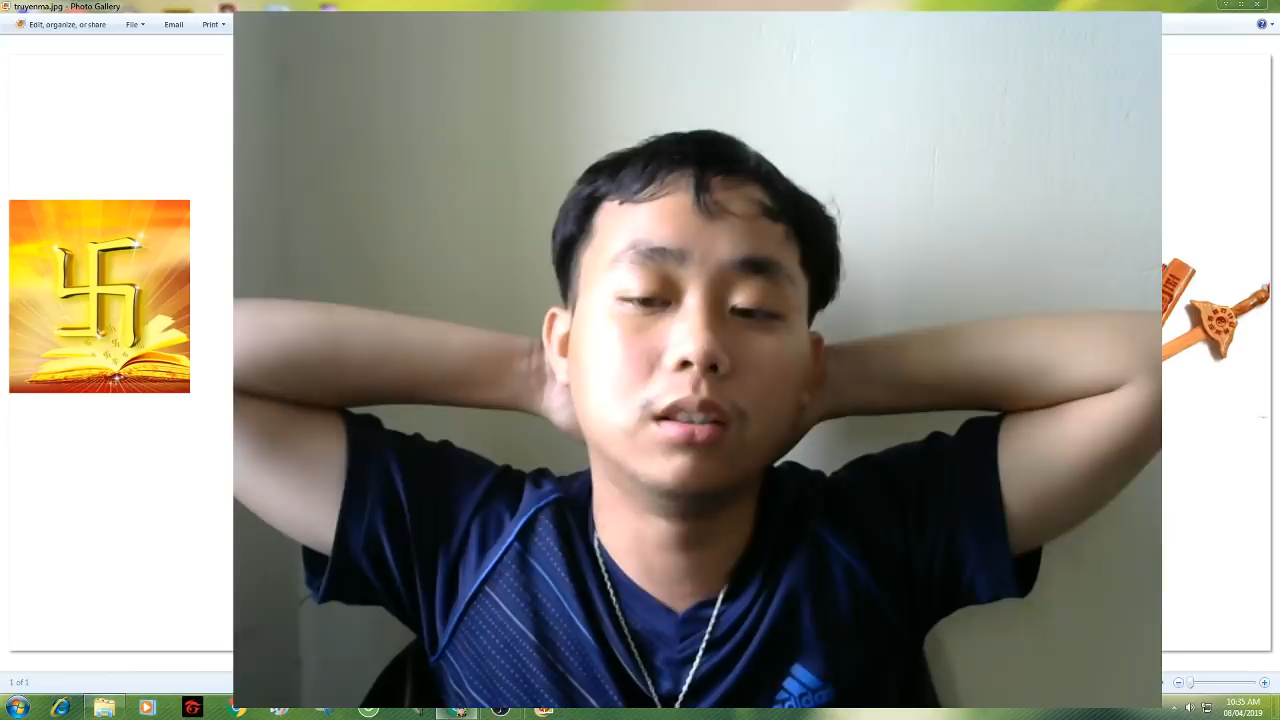 truyenma.jpg - Photo Gallery
Edit, organize, or share File Email Print
adidas
1 of 1
10:35 AM
08/04/2019